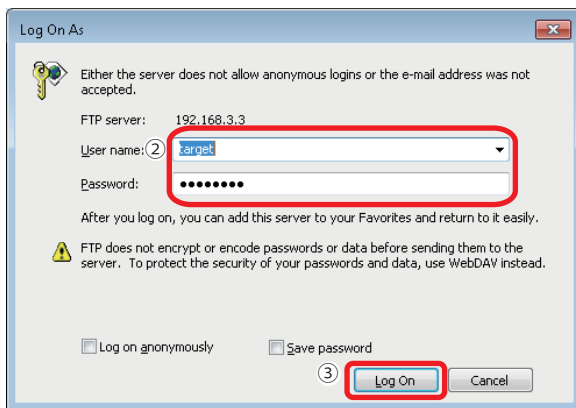 Log On As
Either the server does not allow anonymous logins or the e-mail address was not
accepted.
FTP server: 192.168.3.3
User name: ② target
Password: ●●●●●●●●
After you log on, you can add this server to your Favorites and return to it easily.
FTP does not encrypt or encode passwords or data before sending them to the
server. To protect the security of your passwords and data, use WebDAV instead.
Log on anonymously Save password
③ Log On Cancel